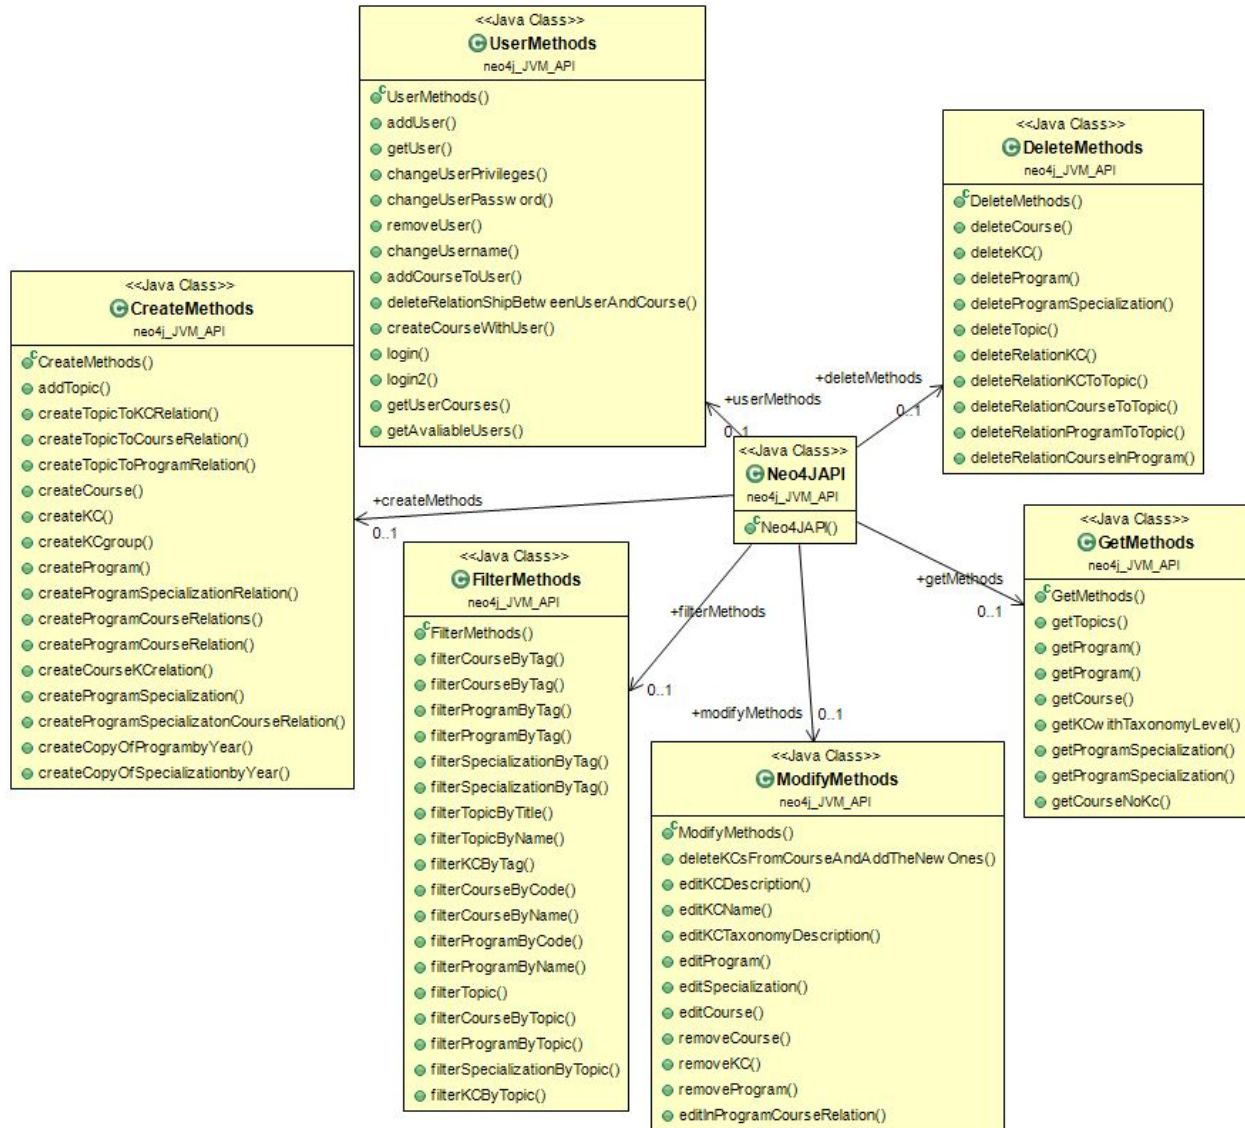 <<Java Class>>
UserMethods
neo4j_JVM_API
UserMethods()
addUser()
getUser()
changeUserPrivileges()
changeUserPassword()
removeUser()
changeUsername()
addCourseToUser()
deleteRelationShipBetweenUserAndCourse()
createCourseWithUser()
login()
login2()
getUserCourses()
getAvaliableUsers()
<<Java Class>>
DeleteMethods
neo4j_JVM_API
DeleteMethods()
deleteCourse()
deleteKC()
deleteProgram()
deleteProgramSpecialization()
deleteTopic()
deleteRelationKC()
deleteRelationKCToTopic()
deleteRelationCourseToTopic()
deleteRelationProgramToTopic()
deleteRelationCourseInProgram()
<<Java Class>>
CreateMethods
neo4j_JVM_API
CreateMethods()
addTopic()
createTopicToKCRelation()
createTopicToCourseRelation()
createTopicToProgramRelation()
createCourse()
createKC()
createKCgroup()
createProgram()
createProgramSpecializationRelation()
createProgramCourseRelations()
createProgramCourseRelation()
createCourseKCrelation()
createProgramSpecialization()
createProgramSpecializatonCourseRelation()
createCopyOfProgrambyYear()
createCopyOfSpecializationbyYear()
+userMethods
0..1
+deleteMethods
0..1
+createMethods
0..1
<<Java Class>>
Neo4JAPI
neo4j_JVM_API
Neo4JAPI()
+getMethods
0..1
+filterMethods
0..1
+modifyMethods
0..1
<<Java Class>>
GetMethods
neo4j_JVM_API
GetMethods()
getTopics()
getProgram()
getProgram()
getCourse()
getKCwithTaxonomyLevel()
getProgramSpecialization()
getProgramSpecialization()
getCourseNoKc()
<<Java Class>>
FilterMethods
neo4j_JVM_API
FilterMethods()
filterCourseByTag()
filterCourseByTag()
filterProgramByTag()
filterProgramByTag()
filterSpecializationByTag()
filterSpecializationByTag()
filterTopicByTitle()
filterTopicByName()
filterKCByTag()
filterCourseByCode()
filterCourseByName()
filterProgramByCode()
filterProgramByName()
filterTopic()
filterCourseByTopic()
filterProgramByTopic()
filterSpecializationByTopic()
filterKCByTopic()
<<Java Class>>
ModifyMethods
neo4j_JVM_API
ModifyMethods()
deleteKCsFromCourseAndAddTheNewOnes()
editKCDescription()
editKCName()
editKCTaxonomyDescription()
editProgram()
editSpecialization()
editCourse()
removeCourse()
removeKC()
removeProgram()
editInProgramCourseRelation()